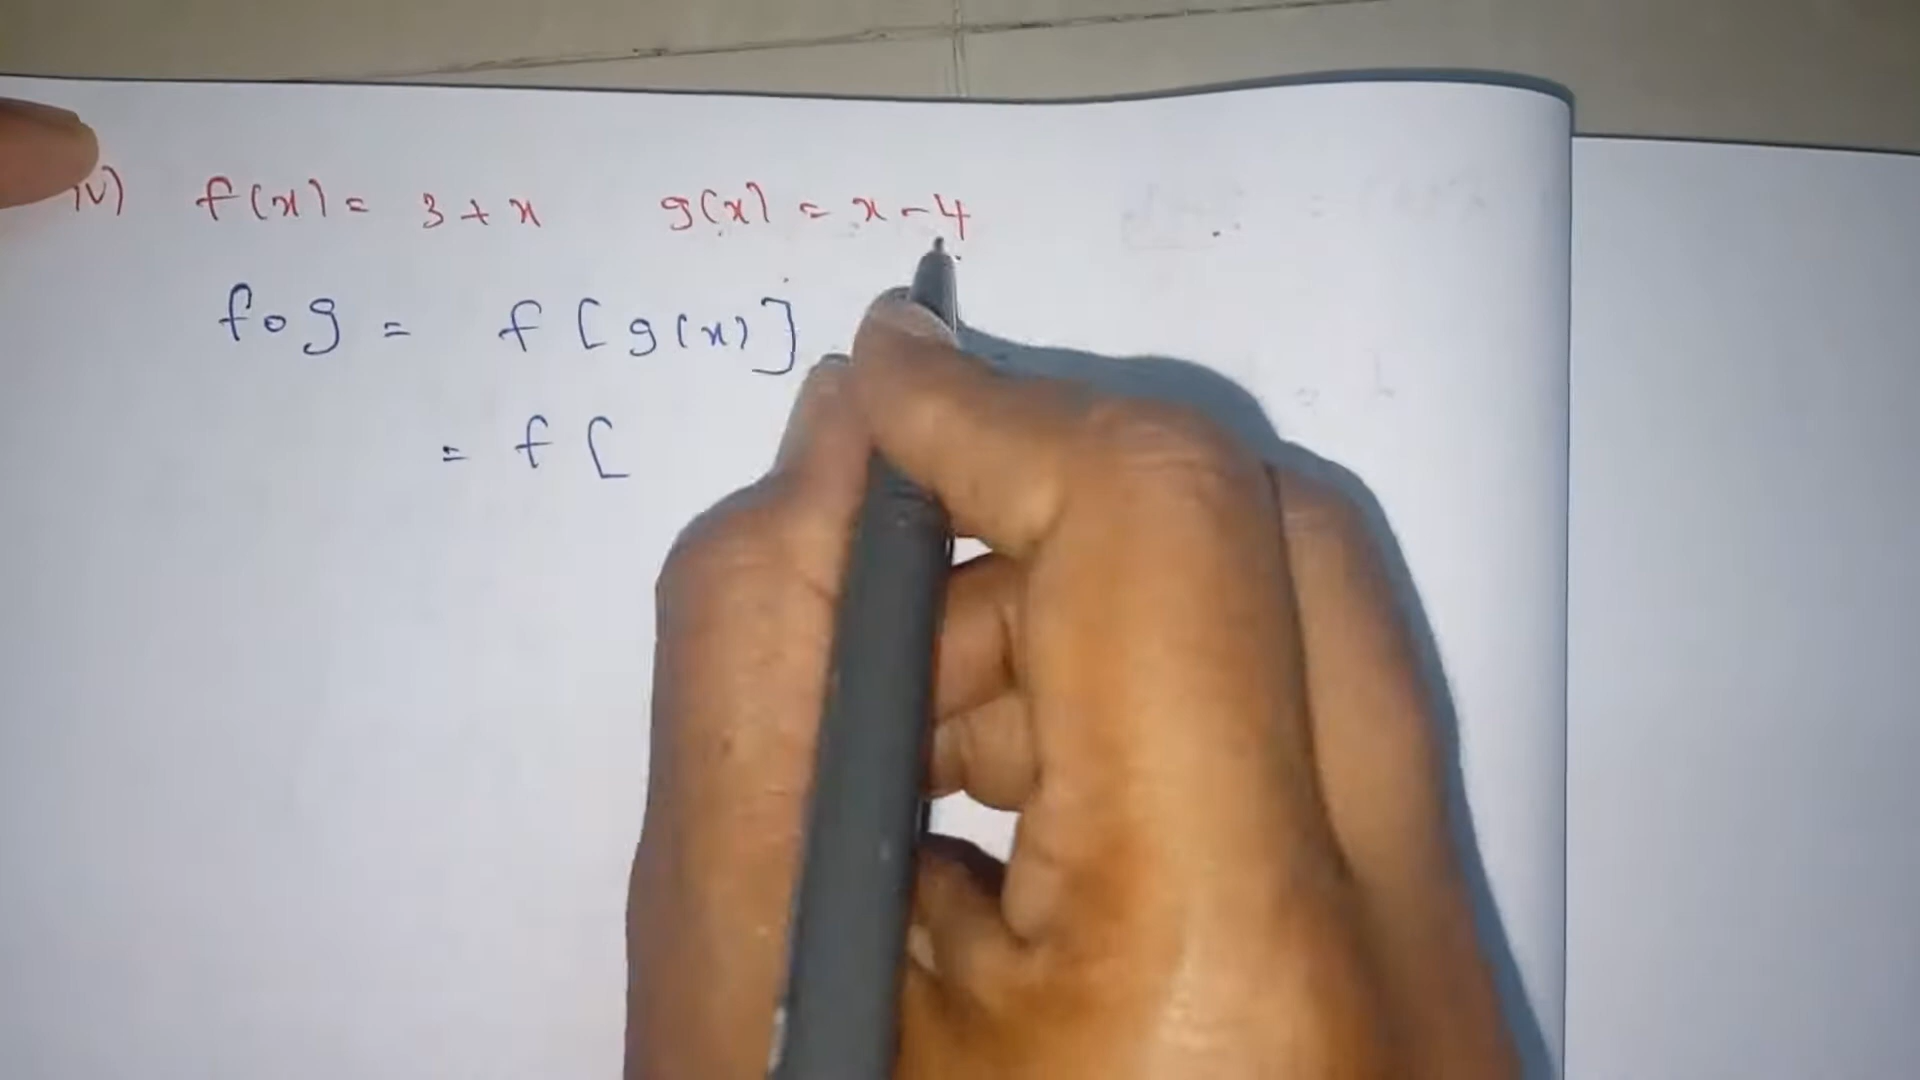 iv) f(x) = 3 + x g(x) = x - 4
fog = f[g(x)]
= f[